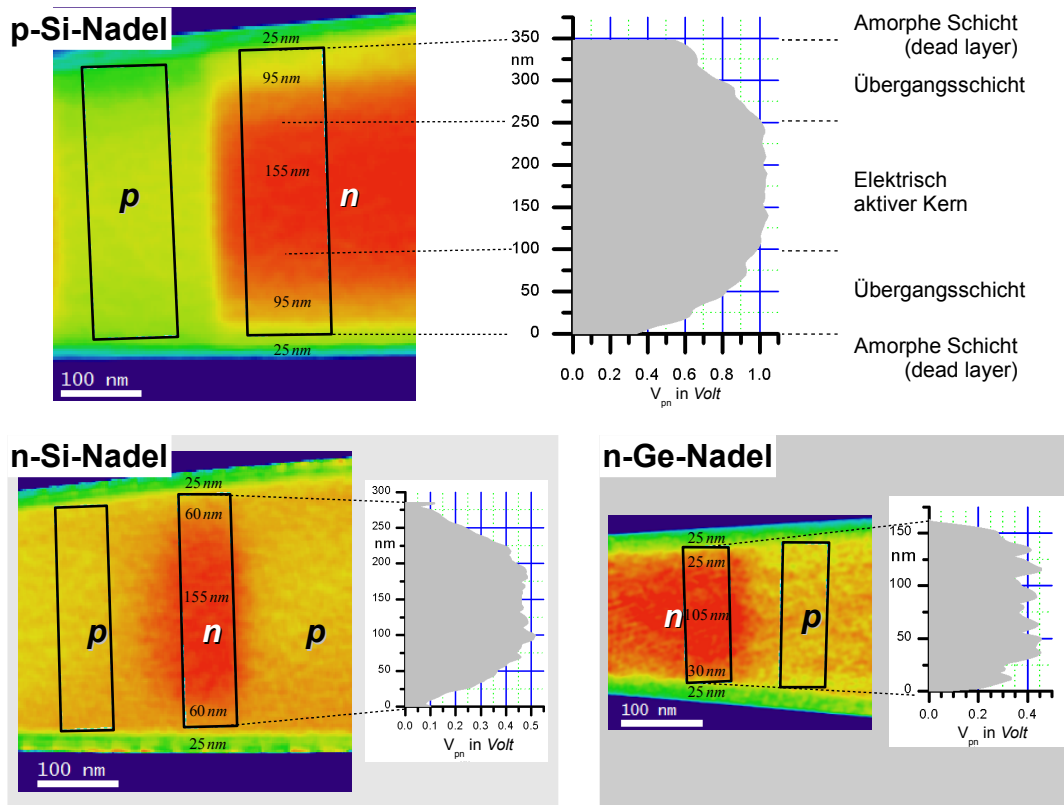 p-Si-Nadel
25 nm
95 nm
155 nm
p
n
95 nm
25 nm
100 nm
350
nm
300
250
200
150
100
50
0
0.0 0.2 0.4 0.6 0.8 1.0
Vpn in Volt
Amorphe Schicht
(dead layer)
Übergangsschicht
Elektrisch
aktiver Kern
Übergangsschicht
Amorphe Schicht
(dead layer)
n-Si-Nadel
25 nm
60 nm
155 nm
p
n
p
60 nm
25 nm
100 nm
300
250
nm
200
150
100
50
0
0.0 0.1 0.2 0.3 0.4 0.5
Vpn in Volt
n-Ge-Nadel
25 nm
25 nm
n
105 nm
p
30 nm
25 nm
100 nm
150
nm
100
50
0
0.0 0.2 0.4
Vpn in Volt